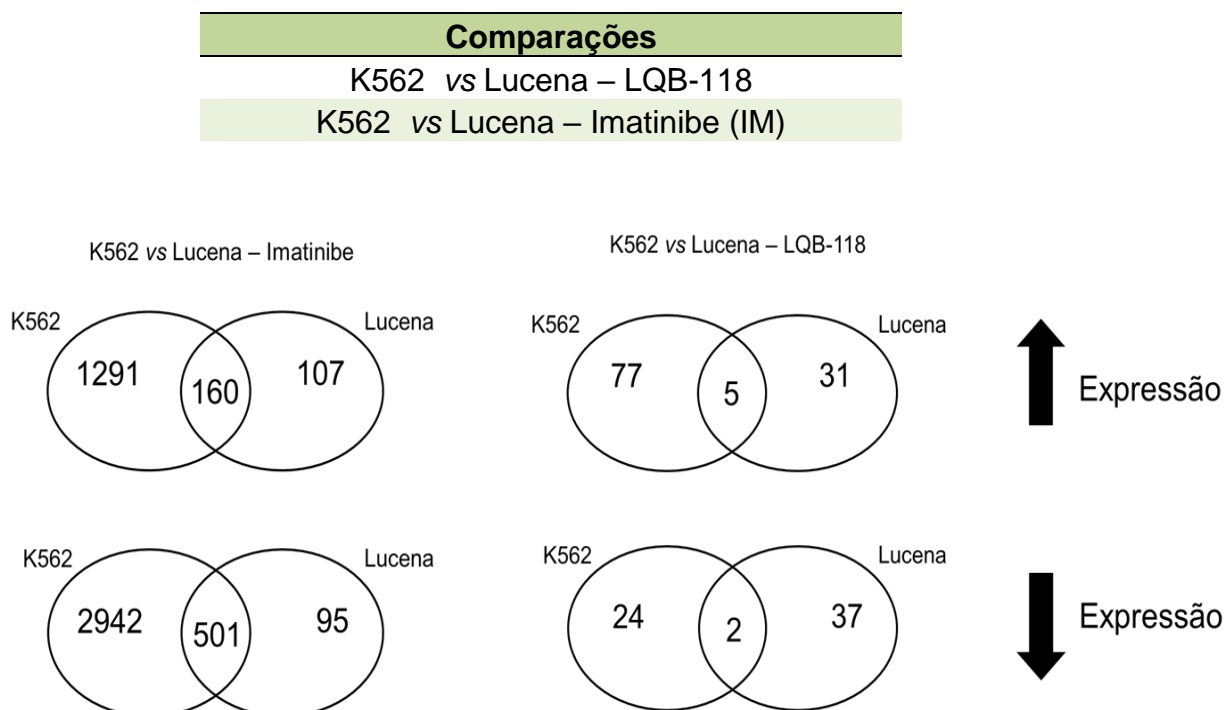 Comparações
K562 vs Lucena – LQB-118
K562 vs Lucena – Imatinibe (IM)
K562 vs Lucena – Imatinibe
K562 vs Lucena – LQB-118
K562
Lucena
1291
160
107
K562
Lucena
77
5
31
Expressão
K562
Lucena
2942
501
95
K562
Lucena
24
2
37
Expressão